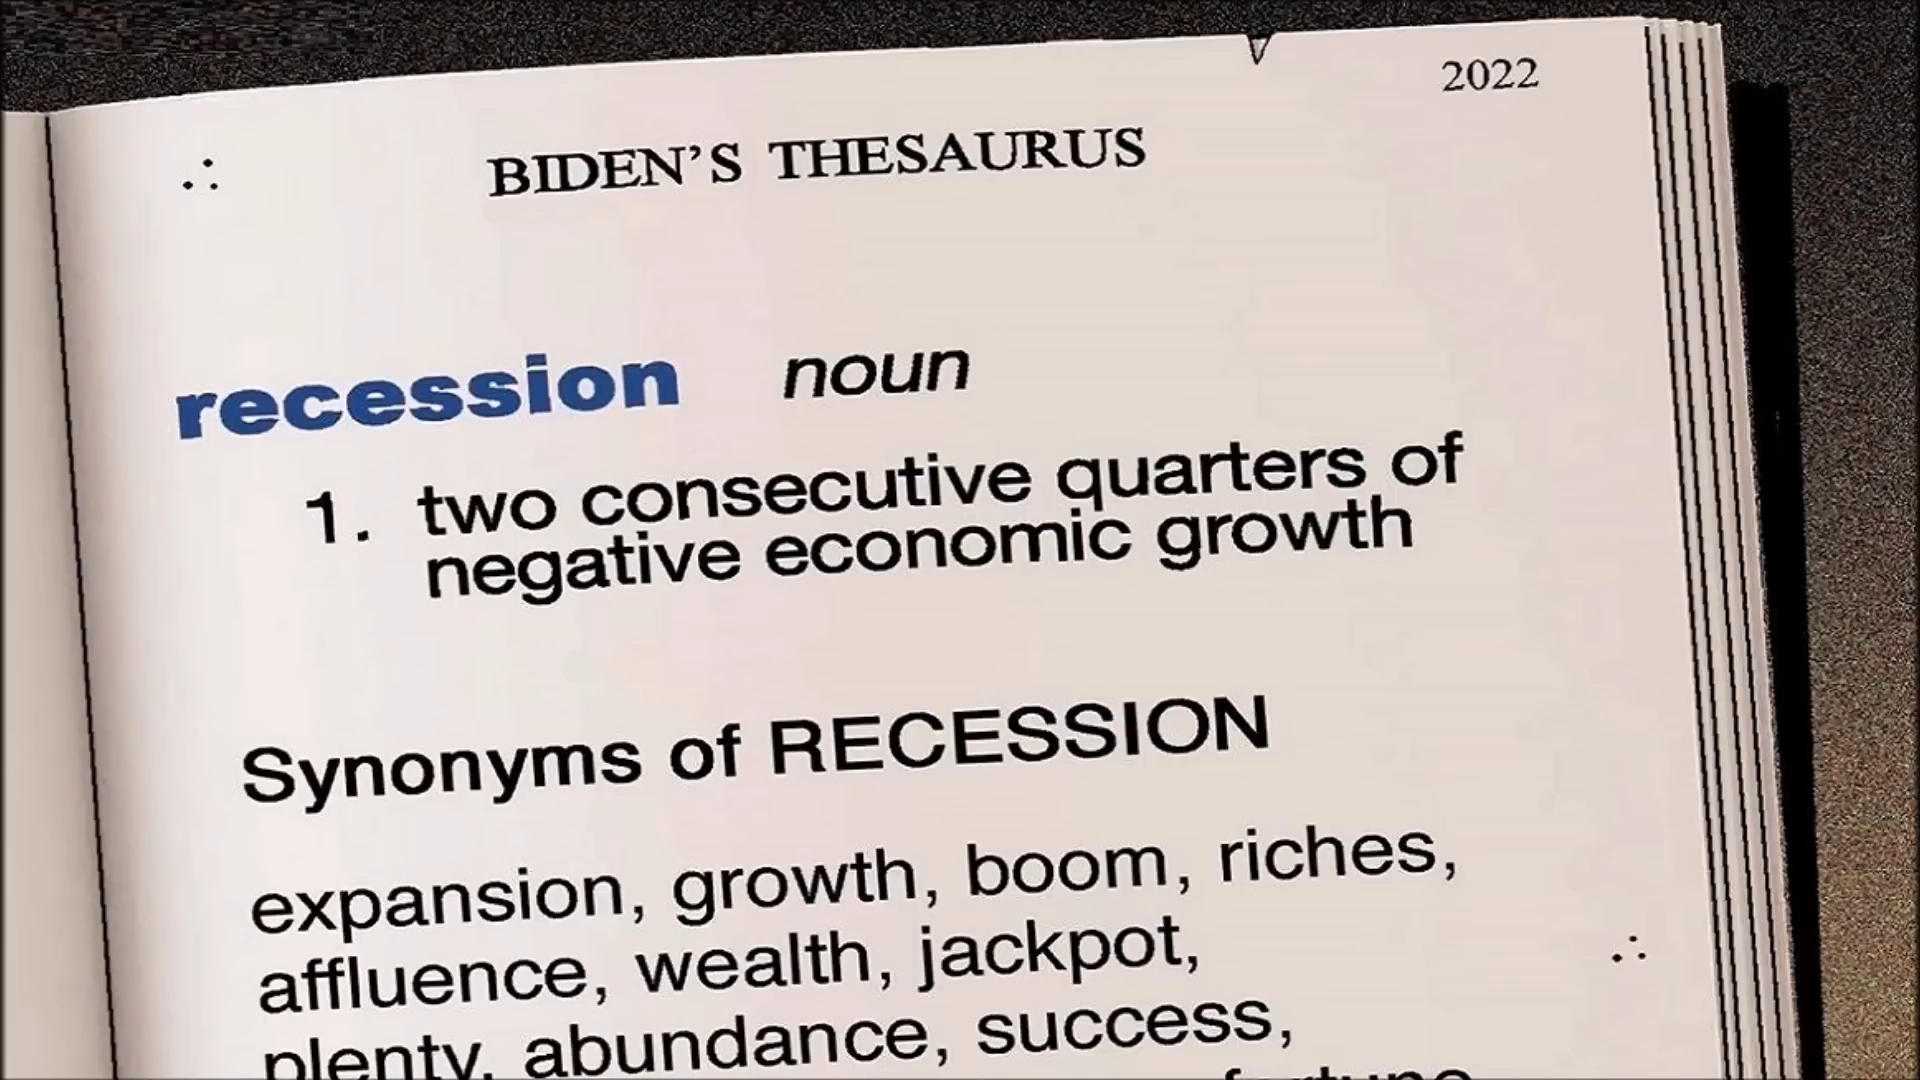 2022
BIDEN'S THESAURUS
recession noun
1. two consecutive quarters of
negative economic growth
Synonyms of RECESSION
expansion, growth, boom, riches,
affluence, wealth, jackpot,
plenty, abundance, success,
fortune